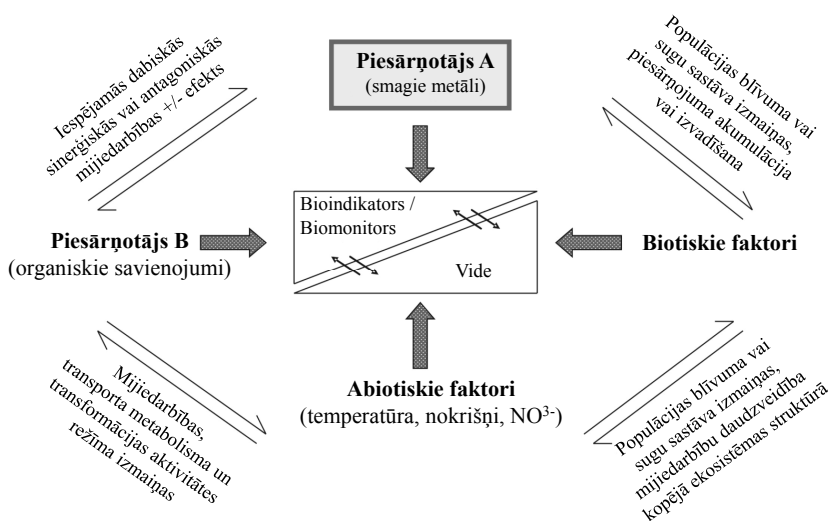 Iespējamās dabiskās
sinerģiskās vai antagoniskās
mijiedarbības +/- efekts
Piesārņotājs A
(smagie metāli)
Populācijas blīvuma vai
sugu sastāva izmaiņas,
piesārņojuma akumulācija
vai izvadīšana
Bioindikators /
Biomonitors
Vide
Piesārņotājs B
(organiskie savienojumi)
Biotiskie faktori
Mijiedarbības,
transporta metabolisma un
transformācijas aktivitātes
režīma izmaiņas
Abiotiskie faktori
(temperatūra, nokrišņi, NO³⁻)
Populācijas blīvuma vai
sugu sastāva izmaiņas,
mijiedarbību daudzveidība
kopējā ekosistēmas struktūrā